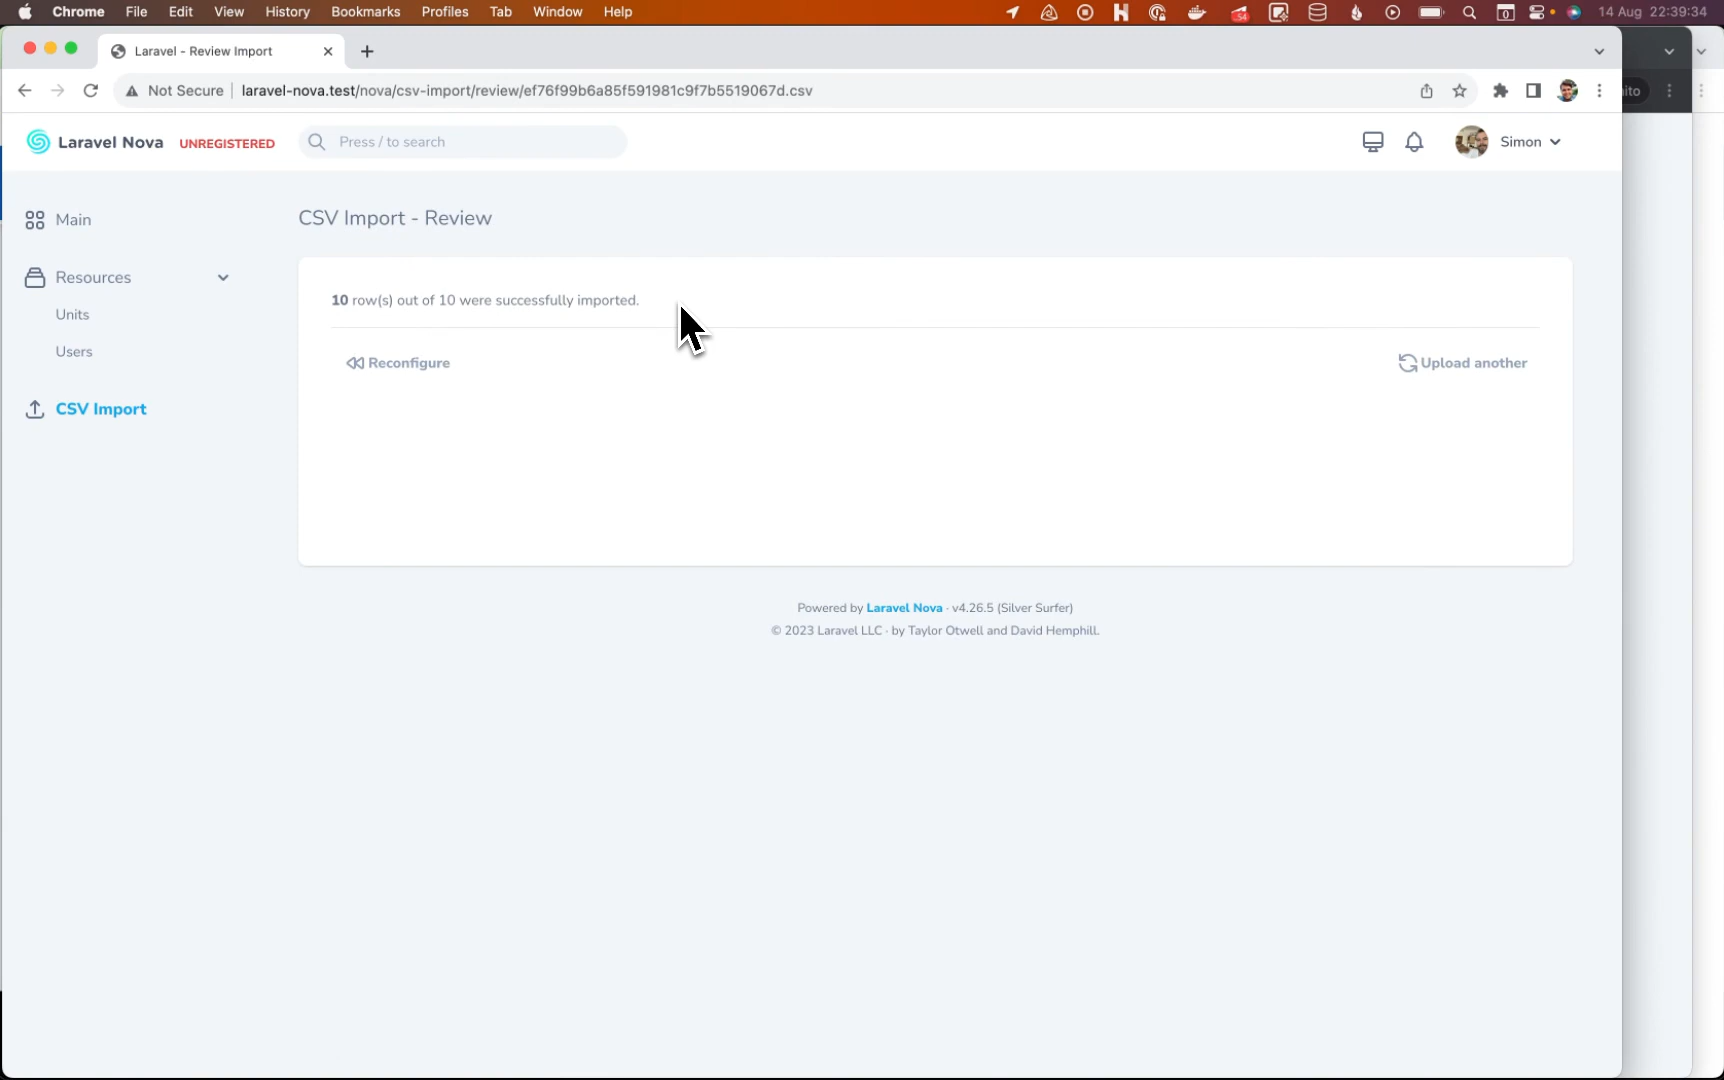 Chrome File Edit View History Bookmarks Profiles Tab Window Help 54 0 14 Aug 22:39:34
Laravel - Review Import
Not Secure laravel-nova.test/nova/csv-import/review/ef76f99b6a85f591981c9f7b5519067d.csv
Laravel Nova UNREGISTERED Press / to search Simon
Main
CSV Import - Review
Resources
Units
Users
CSV Import
10 row(s) out of 10 were successfully imported.
Reconfigure Upload another
Powered by Laravel Nova · v4.26.5 (Silver Surfer)
© 2023 Laravel LLC · by Taylor Otwell and David Hemphill.